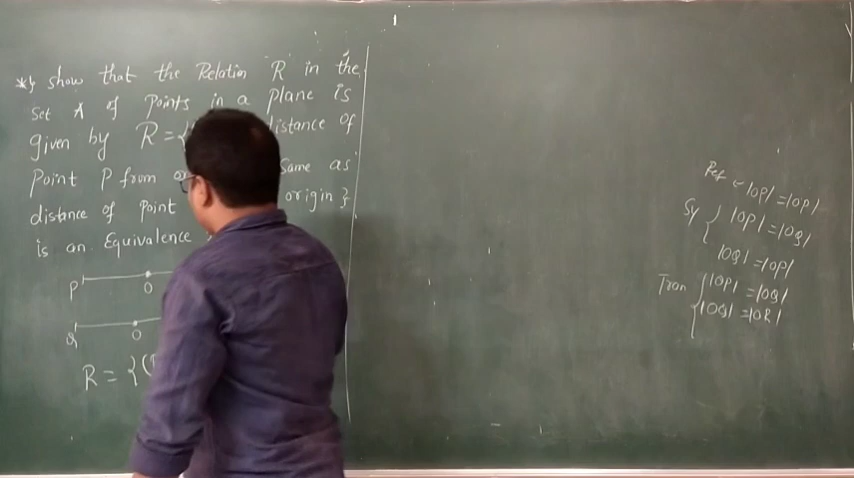 *) show that the Relation 'R' in the
Set A of Points in a plane is
given by R = {
distance of
Point P from
Same as
distance of Point
origin }
is an Equivalence
P
O
Q
O
R = {(
Ref - |OP| = |OP|
Sy { |OP| = |OQ|
|OQ| = |OP|
Tran { |OP| = |OQ|
|OQ| = |OR|